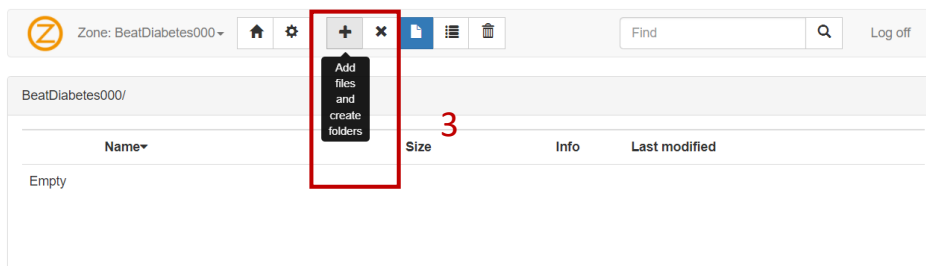 Z Zone: BeatDiabetes000 Find Log off
Add
files
and
create
folders
BeatDiabetes000/
3
Name Size Info Last modified
Empty